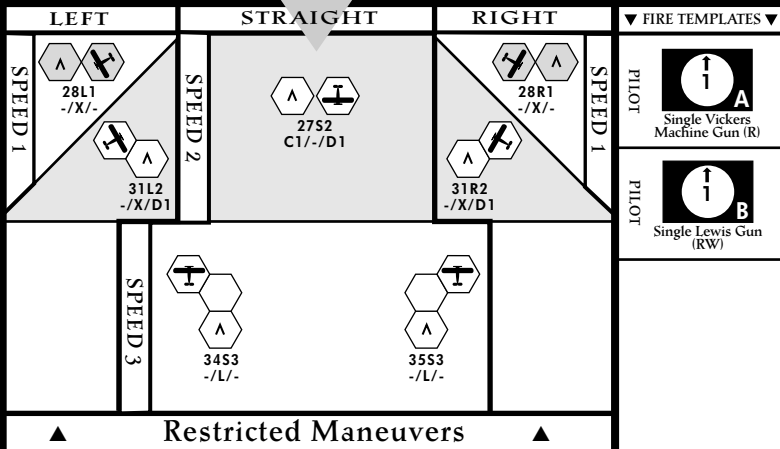 LEFT
STRAIGHT
RIGHT
▼ FIRE TEMPLATES ▼
SPEED 1
28L1
-/X/-
31L2
-/X/D1
SPEED 2
27S2
C1/-/D1
28R1
-/X/-
31R2
-/X/D1
SPEED 1
PILOT
1
A
Single Vickers
Machine Gun (R)
PILOT
1
B
Single Lewis Gun
(RW)
SPEED 3
34S3
-/L/-
35S3
-/L/-
▲ Restricted Maneuvers ▲